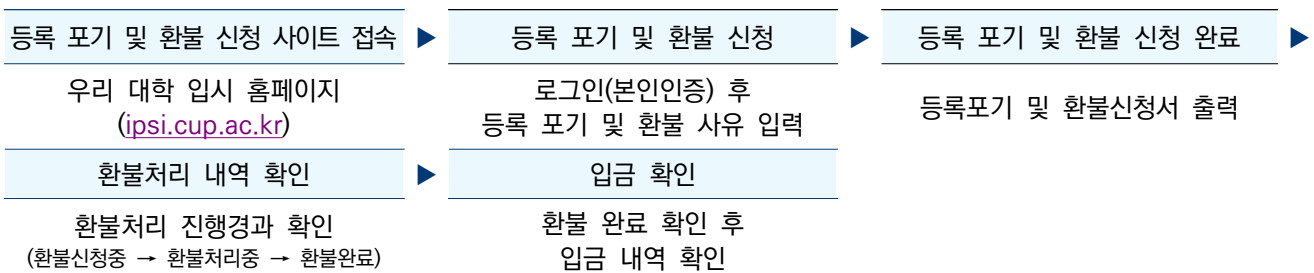 등록 포기 및 환불 신청 사이트 접속 ▶ 등록 포기 및 환불 신청 ▶ 등록 포기 및 환불 신청 완료 ▶
우리 대학 입시 홈페이지
(ipsi.cup.ac.kr)
로그인(본인인증) 후
등록 포기 및 환불 사유 입력
등록포기 및 환불신청서 출력
환불처리 내역 확인 ▶ 입금 확인
환불처리 진행경과 확인
(환불신청중 → 환불처리중 → 환불완료)
환불 완료 확인 후
입금 내역 확인